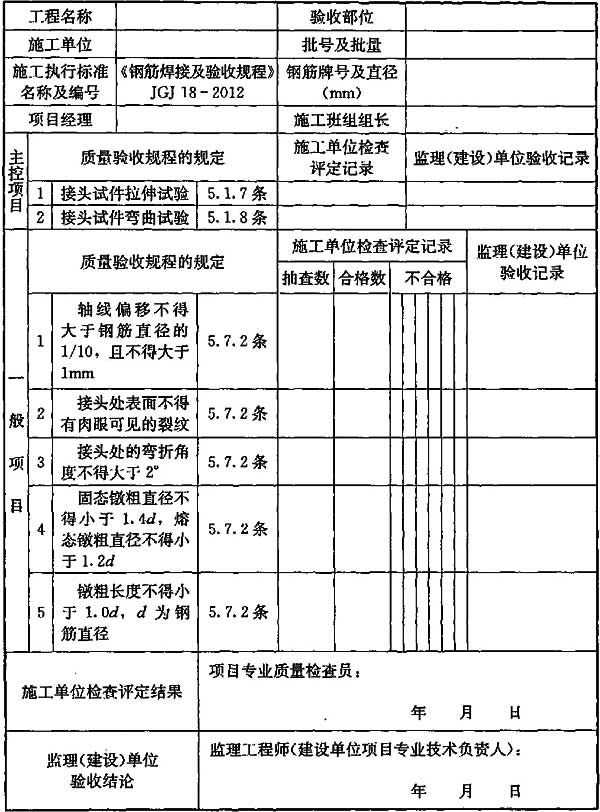 工程名称 验收部位
施工单位 批号及批量
施工执行标准
名称及编号
《钢筋焊接及验收规程》
JGJ 18-2012
钢筋牌号及直径
(mm)
项目经理 施工班组组长
主控项目
质量验收规程的规定
施工单位检查
评定记录
监理(建设)单位验收记录
1 接头试件拉伸试验 5.1.7条
2 接头试件弯曲试验 5.1.8条
一般项目
质量验收规程的规定
施工单位检查评定记录
监理(建设)单位
验收记录
抽查数 合格数 不合格
1
轴线偏移不得
大于钢筋直径的
1/10，且不得大于
1mm
5.7.2条
2
接头处表面不得
有肉眼可见的裂纹
5.7.2条
3
接头处的弯折角
度不得大于2°
5.7.2条
4
固态镦粗直径不
得小于1.4d，熔
态镦粗直径不得小
于1.2d
5.7.2条
5
镦粗长度不得小
于1.0d，d为钢
筋直径
5.7.2条
施工单位检查评定结果
项目专业质量检查员：
年 月 日
监理(建设)单位
验收结论
监理工程师(建设单位项目专业技术负责人)：
年 月 日